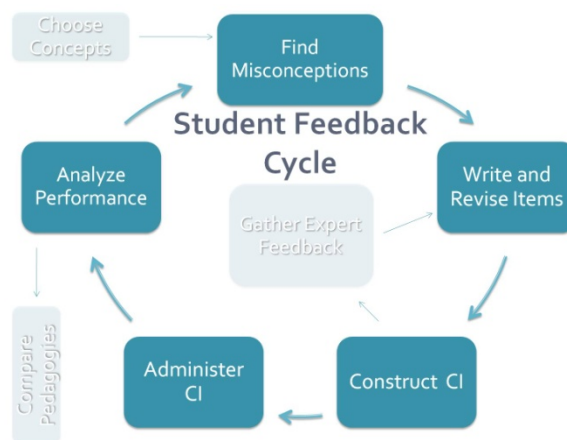 Choose
Concepts
Find
Misconceptions
Student Feedback
Cycle
Analyze
Performance
Write and
Revise Items
Gather Expert
Feedback
Compare
Pedagogies
Administer
CI
Construct CI